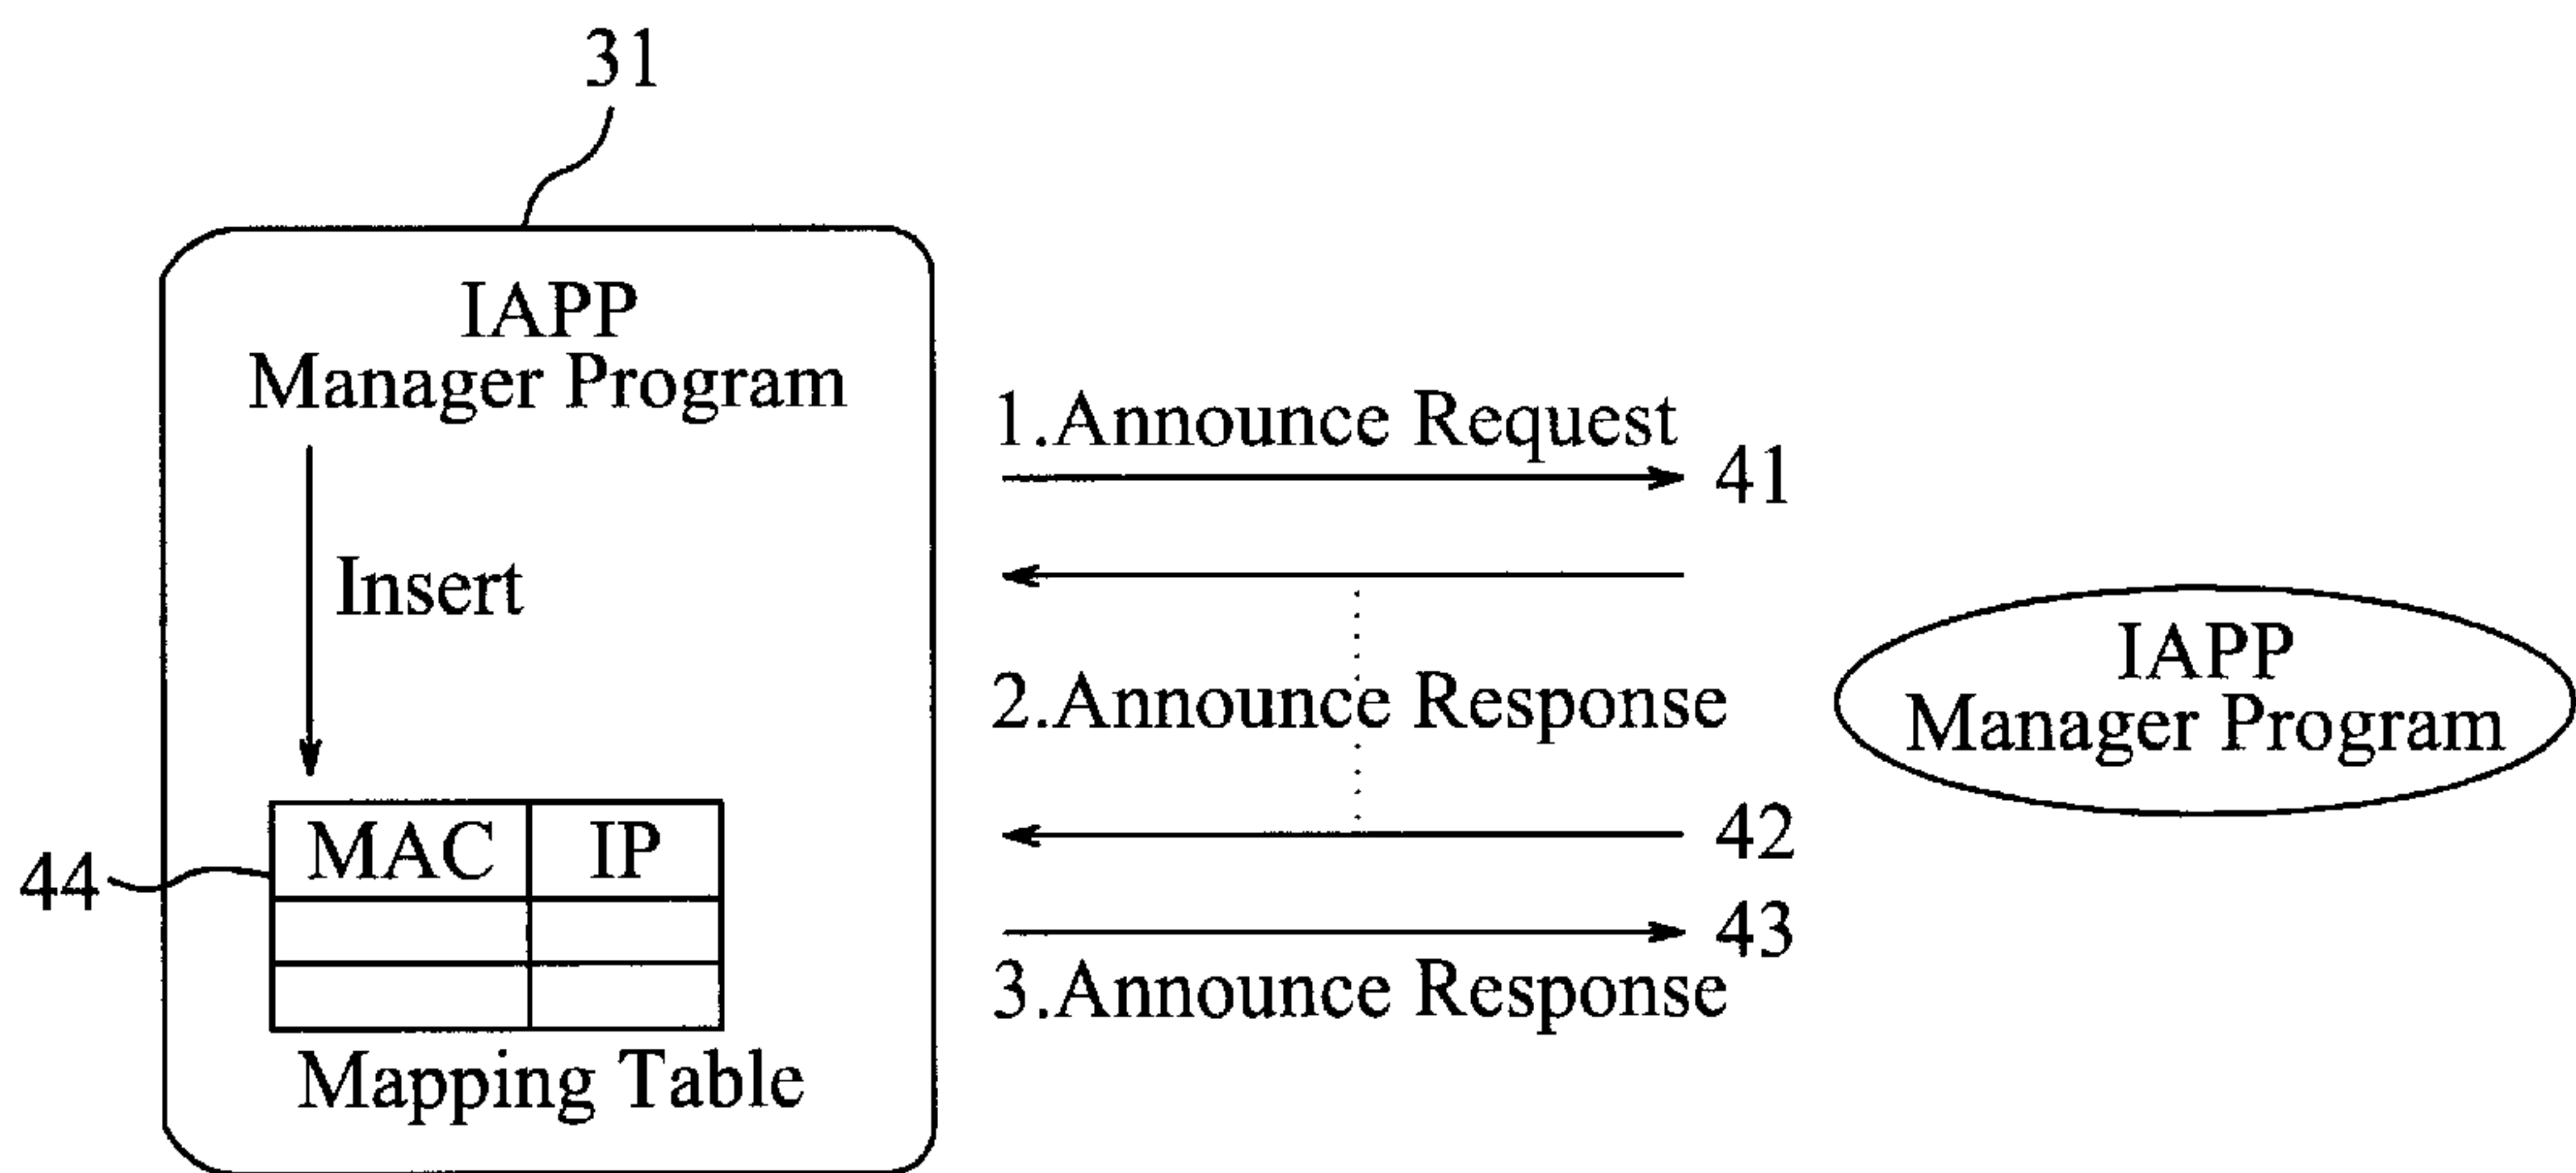 31
IAPP
Manager Program
Insert
44
MAC IP
Mapping Table
1.Announce Request
41
2.Announce Response
42
43
3.Announce Response
IAPP
Manager Program